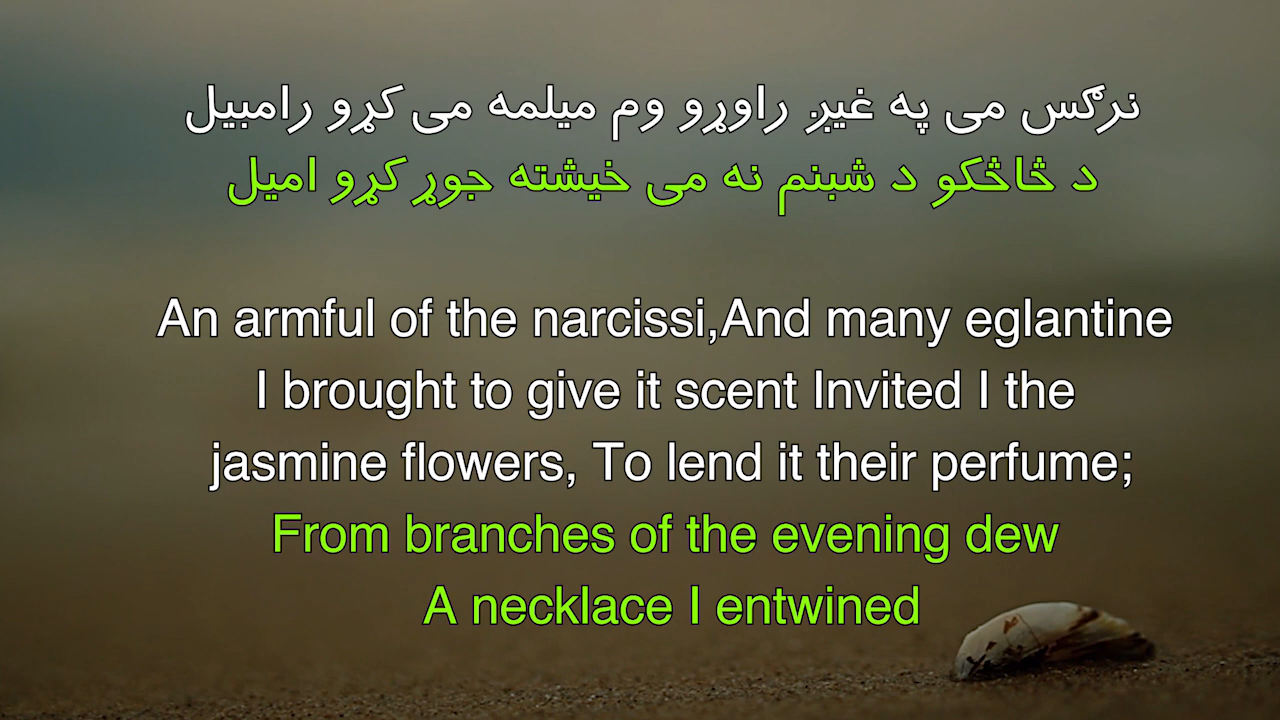 نرګس می په غیږ راوړو وم میلمه می کړو رامبیل
د څاڅکو د شبنم نه می خیشته جوړ کړو امیل
An armful of the narcissi,And many eglantine
I brought to give it scent Invited I the
jasmine flowers, To lend it their perfume;
From branches of the evening dew
A necklace I entwined